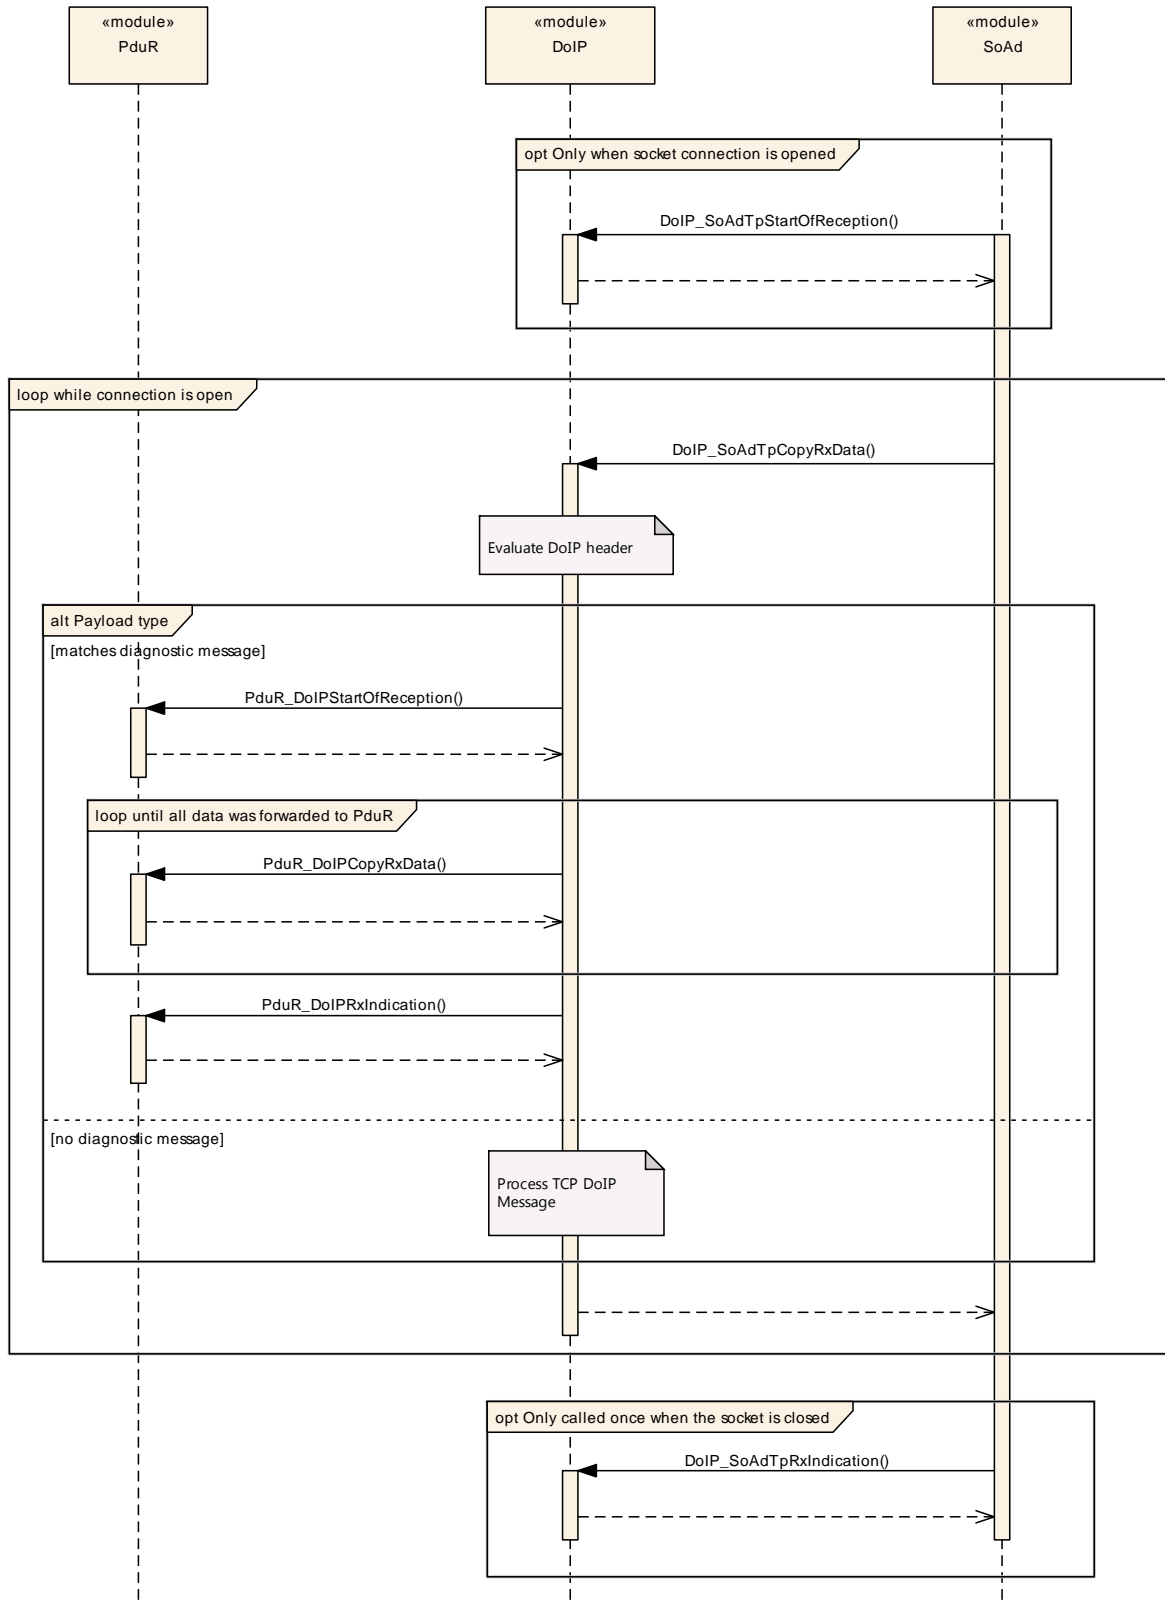 «module»
PduR
«module»
DoIP
«module»
SoAd
opt Only when socket connection is opened
DoIP_SoAdTpStartOfReception()
loop while connection is open
DoIP_SoAdTpCopyRxData()
Evaluate DoIP header
alt Payload type
[matches diagnostic message]
PduR_DoIPStartOfReception()
loop until all data was forwarded to PduR
PduR_DoIPCopyRxData()
PduR_DoIPRxIndication()
[no diagnostic message]
Process TCP DoIP
Message
opt Only called once when the socket is closed
DoIP_SoAdTpRxIndication()